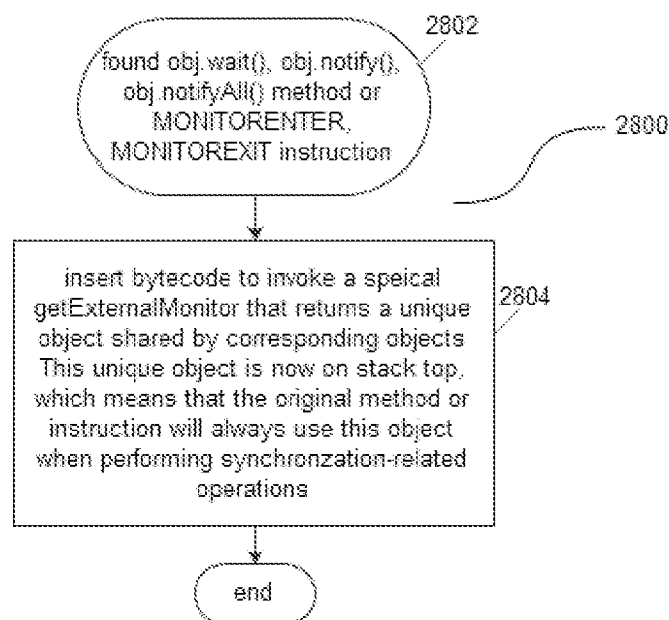 2802
found obj.wait(), obj.notify(),
obj.notifyAll() method or
MONITORENTER,
MONITOREXIT instruction
2800
insert bytecode to invoke a speical
getExternalMonitor that returns a unique
object shared by corresponding objects
This unique object is now on stack top,
which means that the original method or
instruction will always use this object
when performing synchronzation-related
operations
2804
end